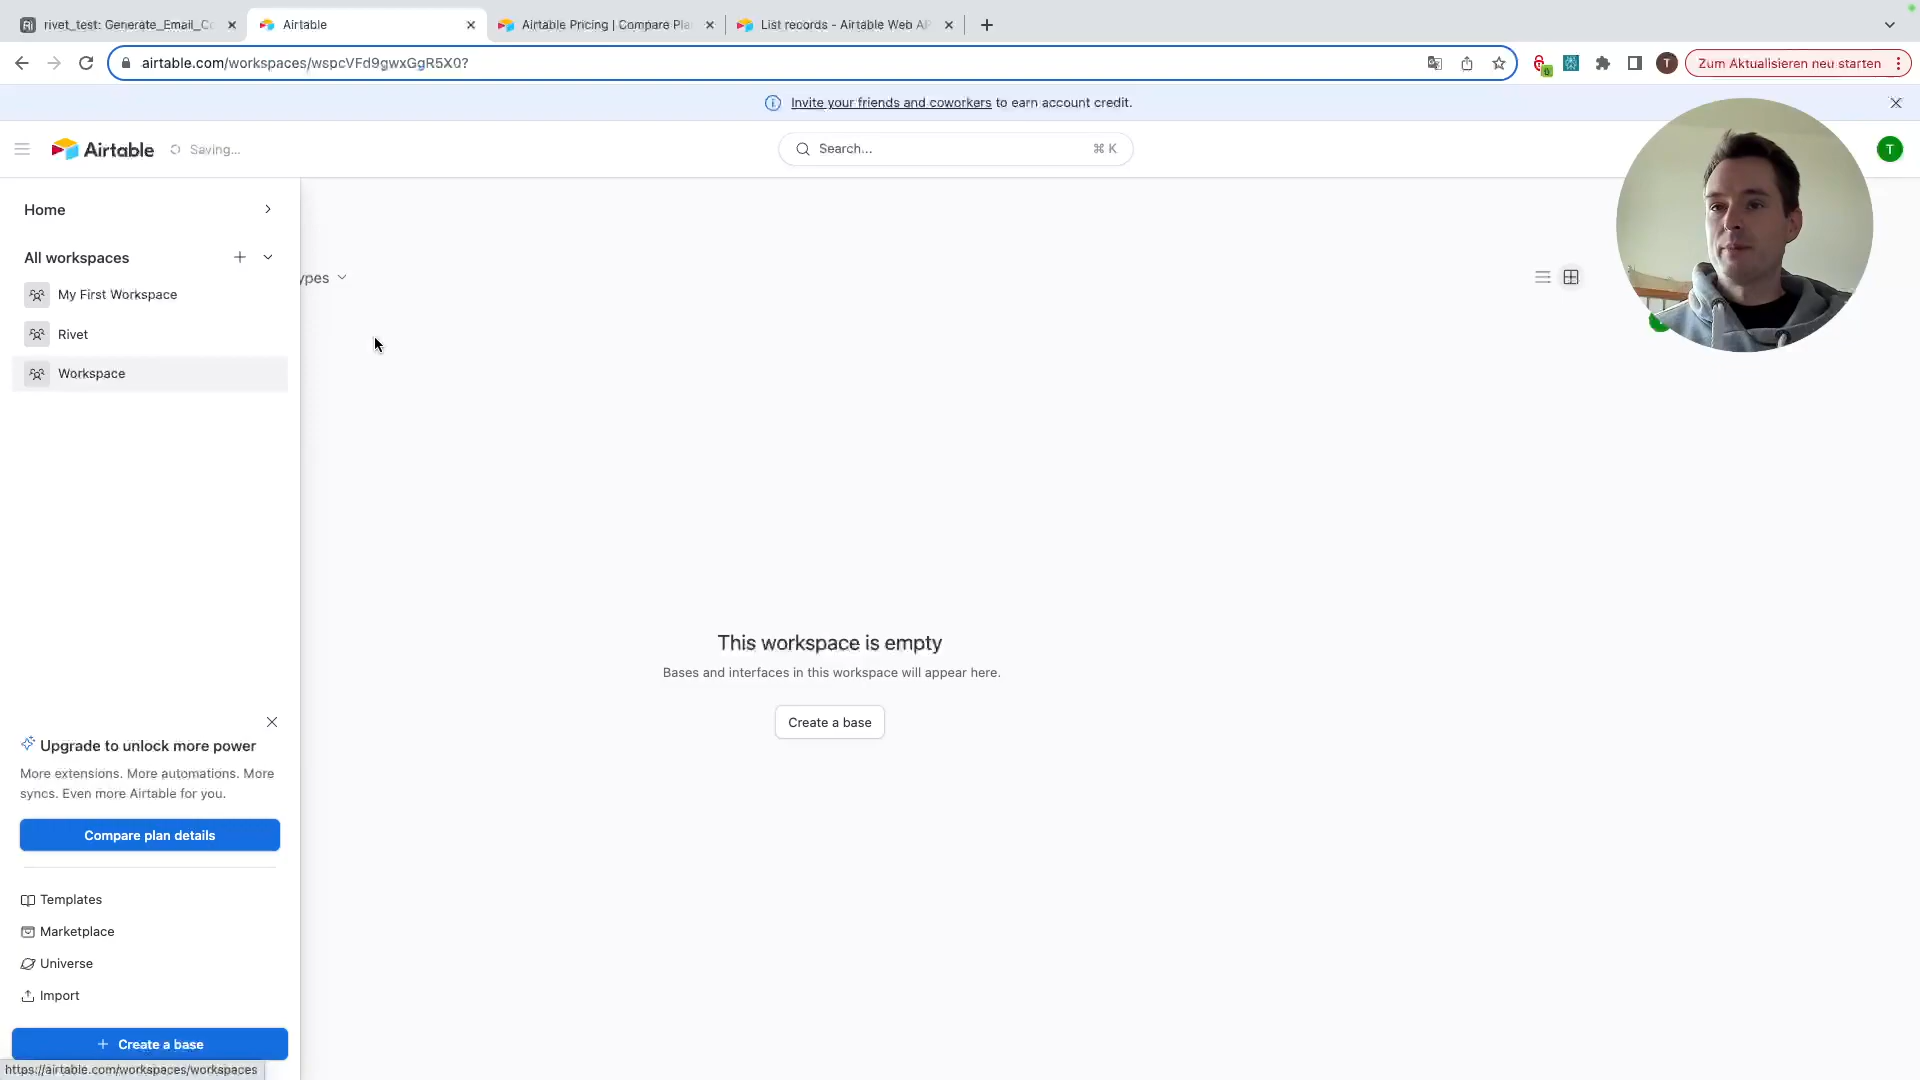 rivet_test: Generate_Email_C
Airtable
Airtable Pricing | Compare Pla
List records - Airtable Web AP
airtable.com/workspaces/wspcVFd9gwxGgR5X0?
T
Zum Aktualisieren neu starten
Invite your friends and coworkers to earn account credit.
Airtable
Saving...
Search...
⌘ K
T
Home
All workspaces
ypes
My First Workspace
Rivet
Workspace
This workspace is empty
Bases and interfaces in this workspace will appear here.
Create a base
Upgrade to unlock more power
More extensions. More automations. More
syncs. Even more Airtable for you.
Compare plan details
Templates
Marketplace
Universe
Import
+ Create a base
https://airtable.com/workspaces/workspaces